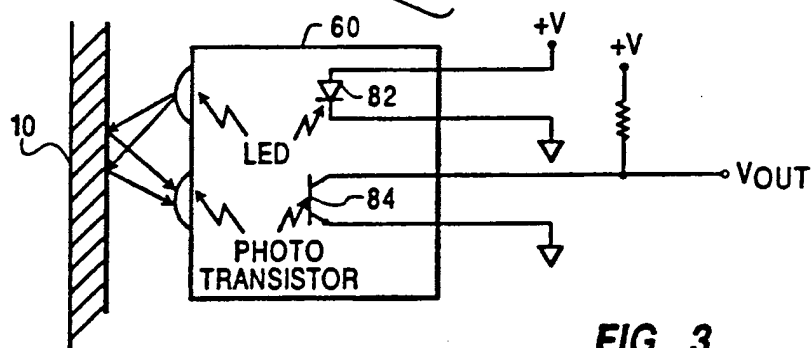 60
+V
+V
10
82
LED
VOUT
84
PHOTO
TRANSISTOR
FIG. 3